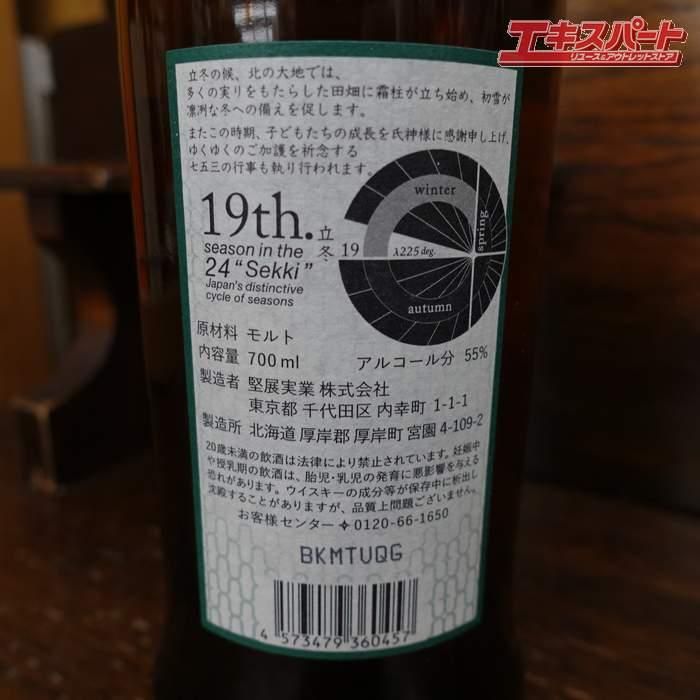 エキスパート
リユース&アウトレットストア
立冬の候、北の大地では、
多くの実りをもたらした田畑に霜柱が立ち始め、初雪が
凛冽な冬への備えを促します。
またこの時期、子どもたちの成長を氏神様に感謝申し上げ、
ゆくゆくのご加護を祈念する
七五三の行事も執り行われます。
19th.
season in the
24 "Sekki"
Japan's distinctive
cycle of seasons
立冬
19
λ225 deg.
winter
spring
autumn
原材料 モルト
内容量 700 ml
アルコール分 55%
製造者 堅展実業 株式会社
東京都 千代田区 内幸町 1-1-1
製造所 北海道 厚岸郡 厚岸町 宮園 4-109-2
20歳未満の飲酒は法律により禁止されています。妊娠中
や授乳期の飲酒は、胎児・乳児の発育に悪影響を与える
恐れがあります。ウイスキーの成分等が保存中に析出し
沈殿することがありますが、品質上問題ございません。
お客様センター 0120-66-1650
BKMTUQG
4 573479 360457